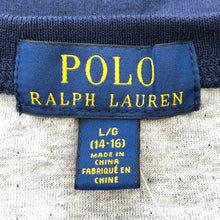 POLO
RALPH LAUREN
L/G
(14-16)
MADE IN
CHINA
FABRIQUÉ EN
CHINE